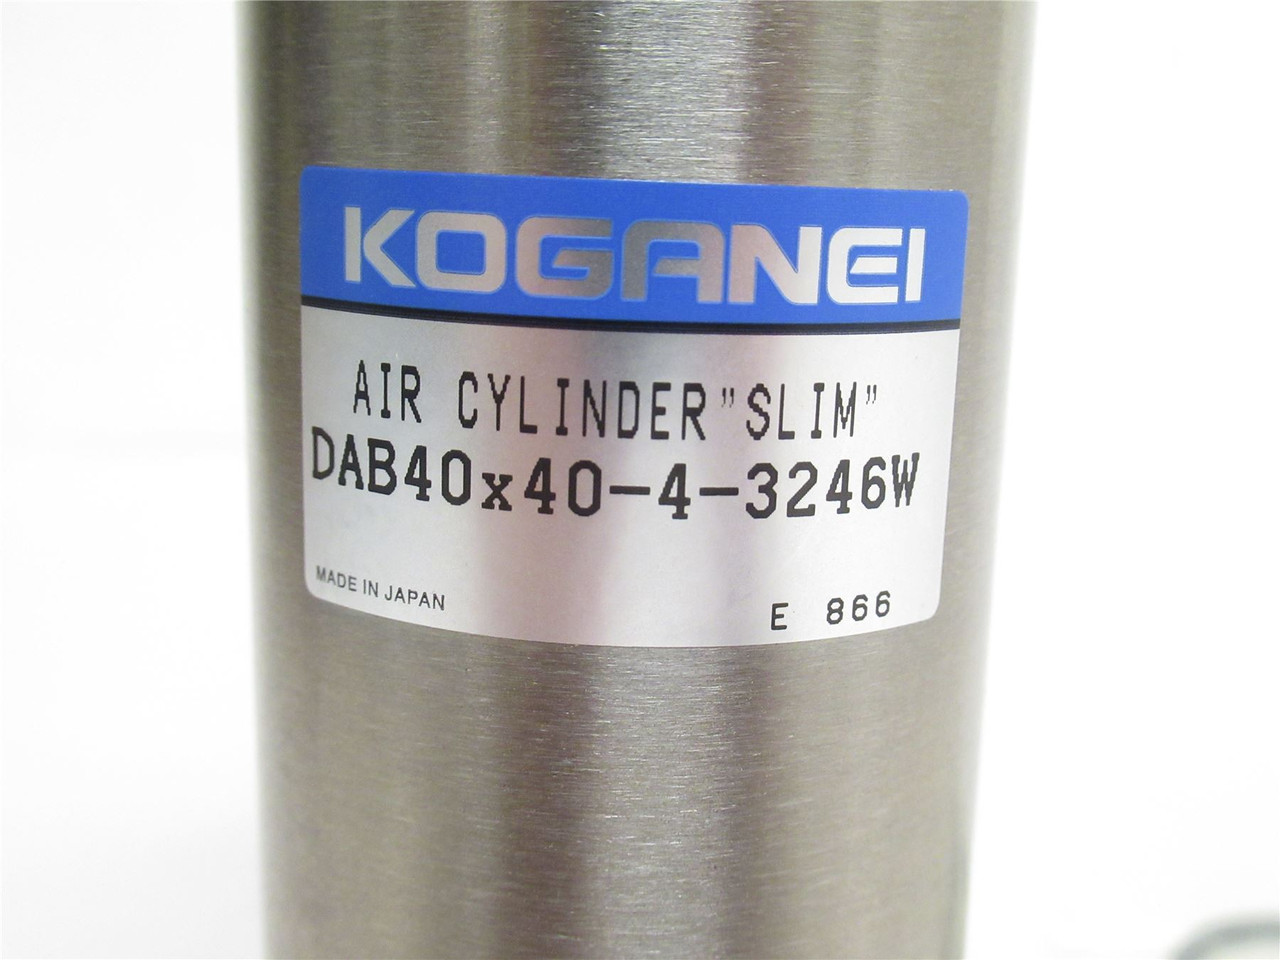 KOGANEI
AIR CYLINDER"SLIM"
DAB40x40-4-3246W
MADE IN JAPAN
E 866